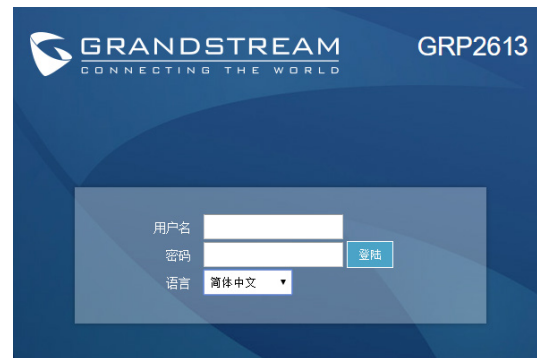 GRANDSTREAM
CONNECTING THE WORLD
GRP2613
用户名
密码
登陆
语言
简体中文